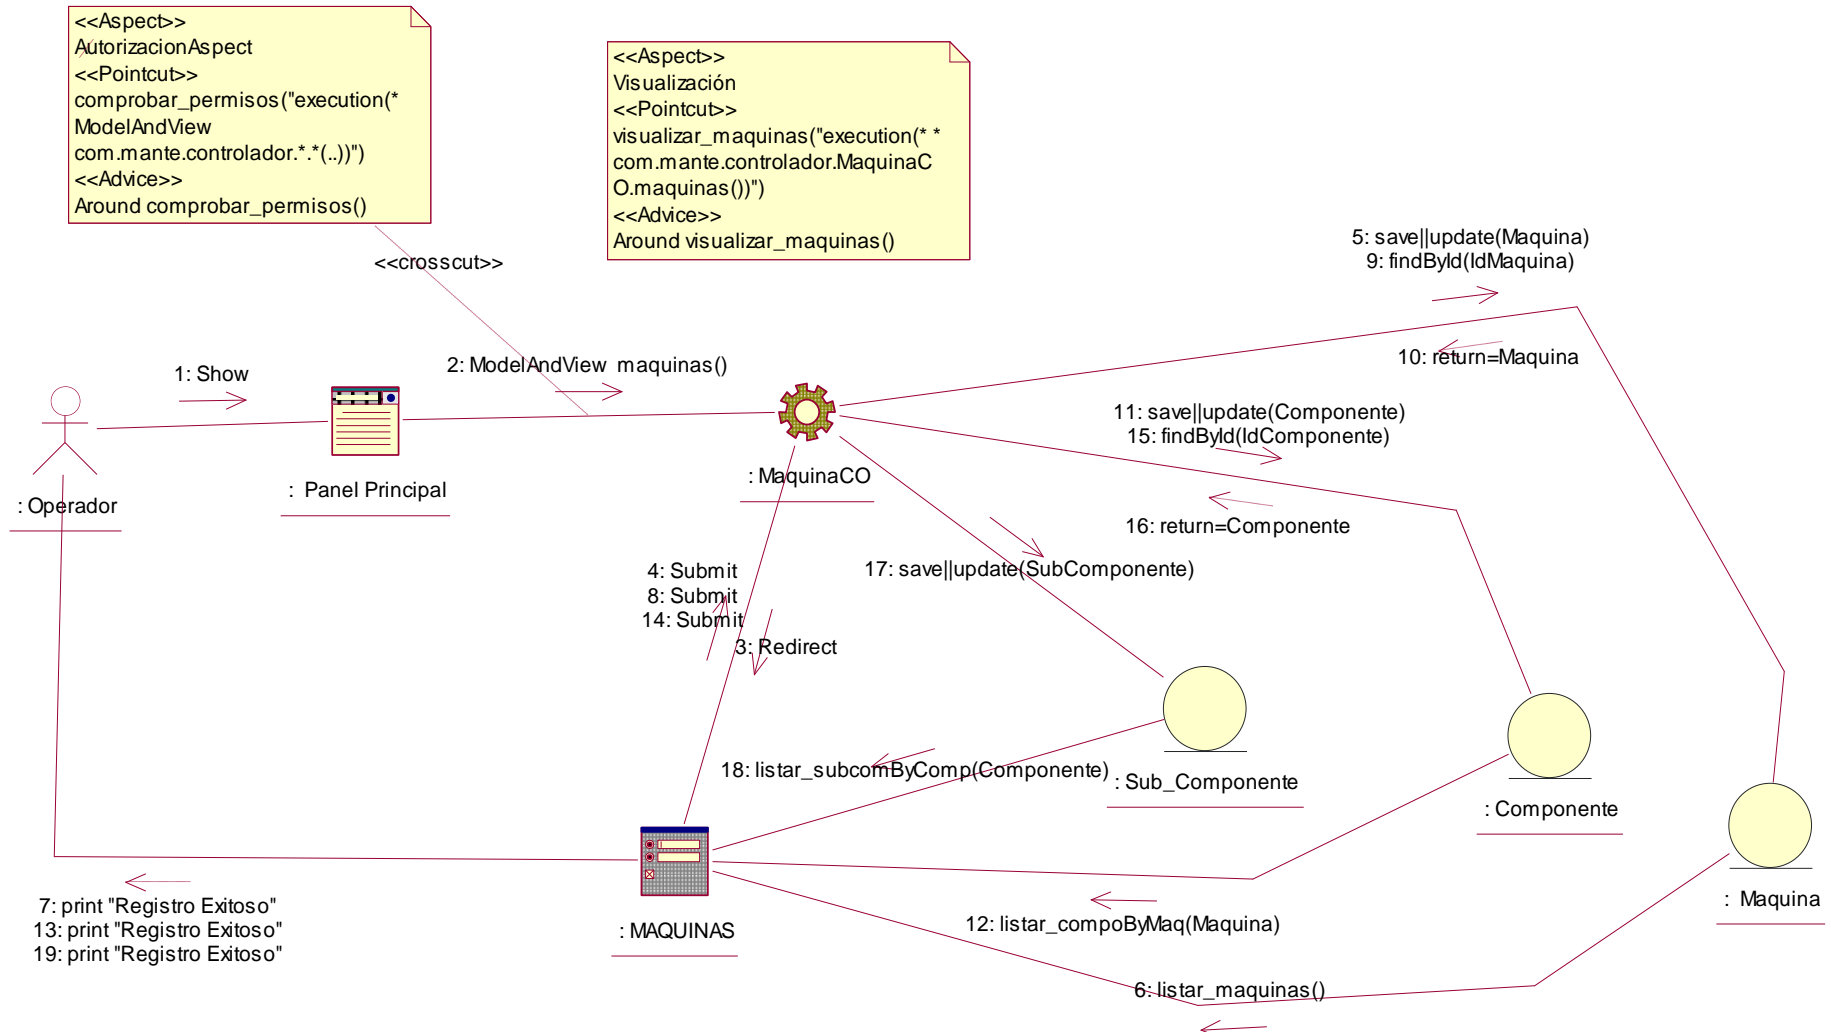 <<Aspect>>
AutorizacionAspect
<<Pointcut>>
comprobar_permisos("execution(*
ModelAndView
com.mante.controlador.*.*(..))")
<<Advice>>
Around comprobar_permisos()
<<Aspect>>
Visualización
<<Pointcut>>
visualizar_maquinas("execution(* *
com.mante.controlador.MaquinaC
O.maquinas())")
<<Advice>>
Around visualizar_maquinas()
<<crosscut>>
5: save||update(Maquina)
9: findById(IdMaquina)
10: return=Maquina
1: Show
2: ModelAndView maquinas()
11: save||update(Componente)
15: findById(IdComponente)
16: return=Componente
: Operador
: Panel Principal
: MaquinaCO
17: save||update(SubComponente)
4: Submit
8: Submit
14: Submit
3: Redirect
18: listar_subcomByComp(Componente)
: Sub_Componente
: Componente
: Maquina
7: print "Registro Exitoso"
13: print "Registro Exitoso"
19: print "Registro Exitoso"
: MAQUINAS
12: listar_compoByMaq(Maquina)
6: listar_maquinas()